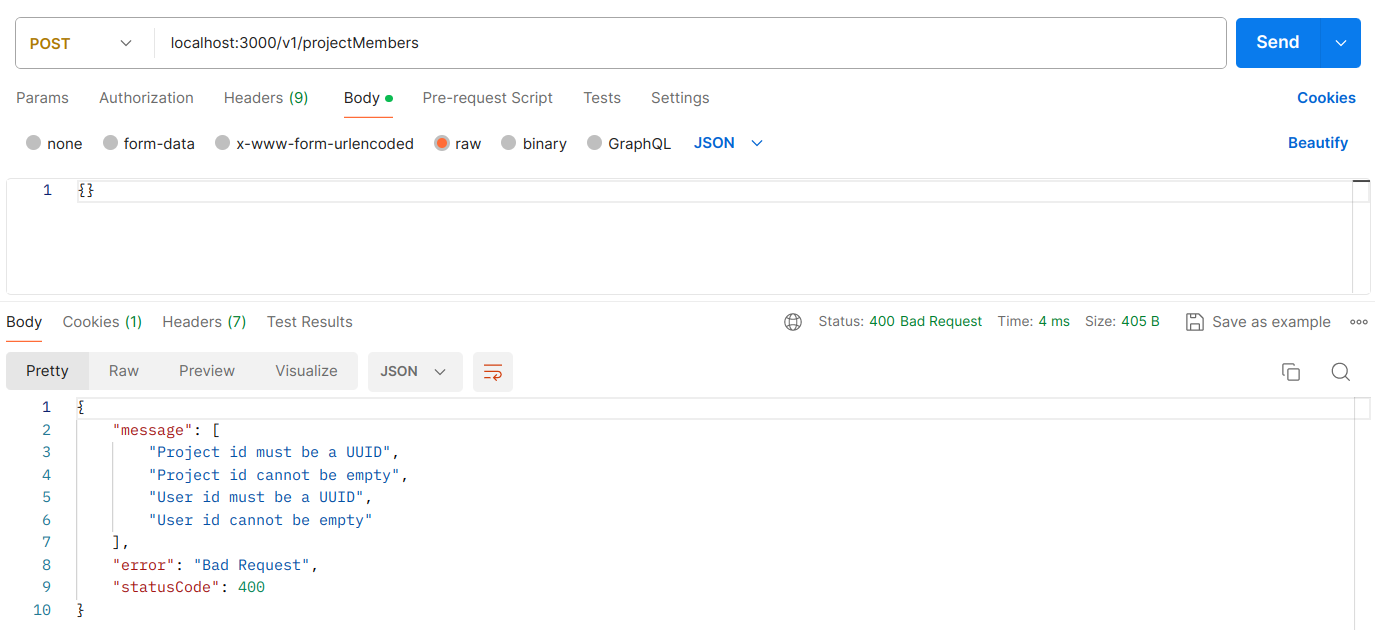 POST localhost:3000/v1/projectMembers Send
Params Authorization Headers (9) Body Pre-request Script Tests Settings Cookies
none form-data x-www-form-urlencoded raw binary GraphQL JSON Beautify
1 {}
Body Cookies (1) Headers (7) Test Results Status: 400 Bad Request Time: 4 ms Size: 405 B Save as example
Pretty Raw Preview Visualize JSON
1 {
2 "message": [
3 "Project id must be a UUID",
4 "Project id cannot be empty",
5 "User id must be a UUID",
6 "User id cannot be empty"
7 ],
8 "error": "Bad Request",
9 "statusCode": 400
10 }